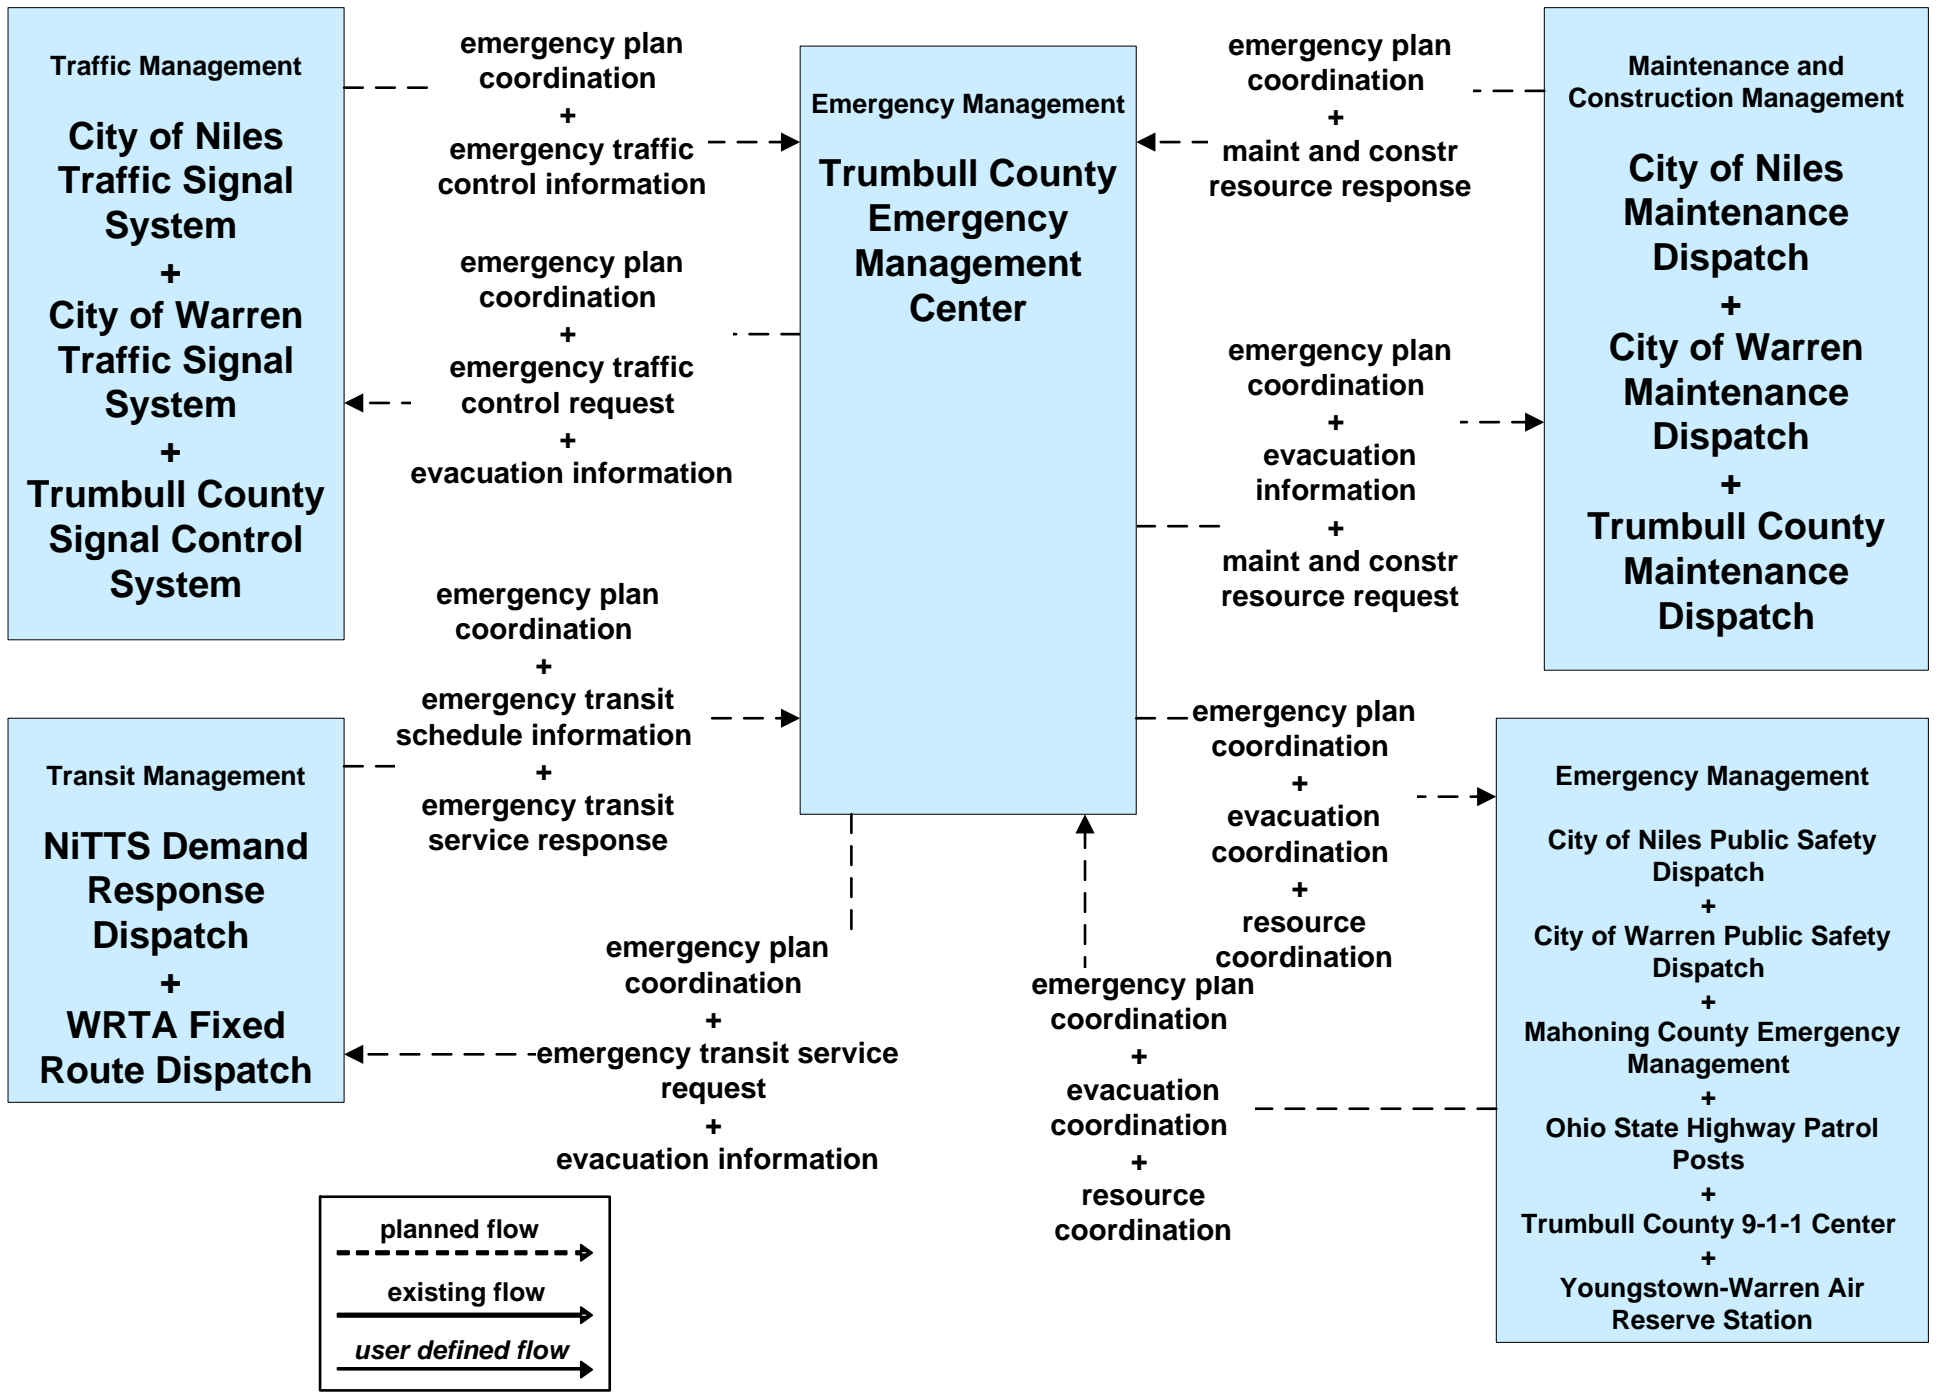 Traffic Management
City of Niles
Traffic Signal
System
+
City of Warren
Traffic Signal
System
+
Trumbull County
Signal Control
System
emergency plan
coordination
+
emergency traffic
control information
emergency plan
coordination
+
emergency traffic
control request
+
evacuation information
Emergency Management
Trumbull County
Emergency
Management
Center
emergency plan
coordination
+
maint and constr
resource response
emergency plan
coordination
+
evacuation
information
+
maint and constr
resource request
Maintenance and
Construction Management
City of Niles
Maintenance
Dispatch
+
City of Warren
Maintenance
Dispatch
+
Trumbull County
Maintenance
Dispatch
Transit Management
NiTTS Demand
Response
Dispatch
+
WRTA Fixed
Route Dispatch
emergency plan
coordination
+
emergency transit
schedule information
+
emergency transit
service response
emergency plan
coordination
+
emergency transit service
request
+
evacuation information
emergency plan
coordination
+
evacuation
coordination
+
resource
coordination
emergency plan
coordination
+
evacuation
coordination
+
resource
coordination
Emergency Management
City of Niles Public Safety
Dispatch
+
City of Warren Public Safety
Dispatch
+
Mahoning County Emergency
Management
+
Ohio State Highway Patrol
Posts
+
Trumbull County 9-1-1 Center
+
Youngstown-Warren Air
Reserve Station
planned flow
existing flow
user defined flow